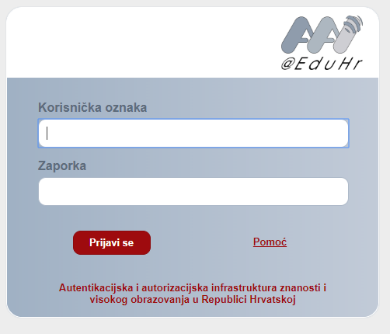 AAI
@EduHr
Korisnička oznaka
Zaporka
Prijavi se
Pomoć
Autentikacijska i autorizacijska infrastruktura znanosti i
visokog obrazovanja u Republici Hrvatskoj